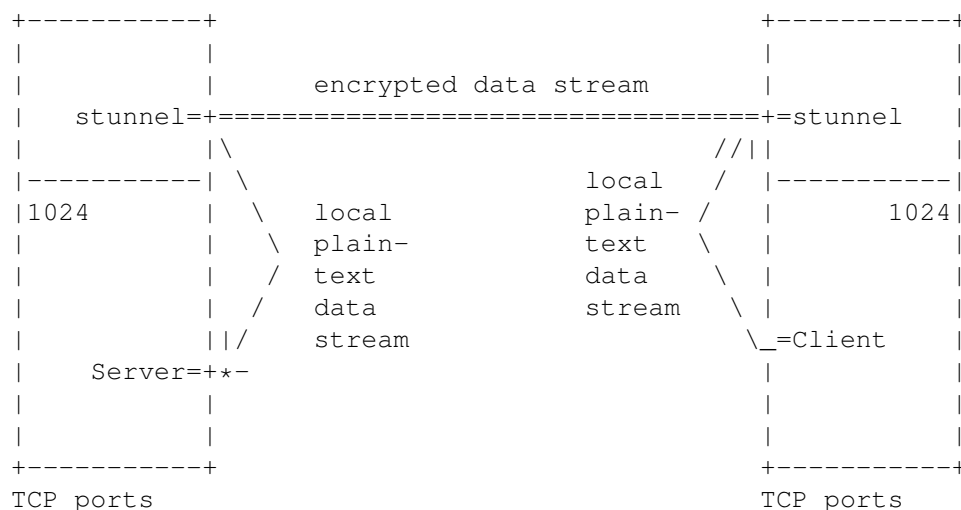 encrypted data stream
stunnel= =stunnel
local
1024 local plain- 1024
plain- text
text data
data stream
stream =Client
Server=
TCP ports TCP ports